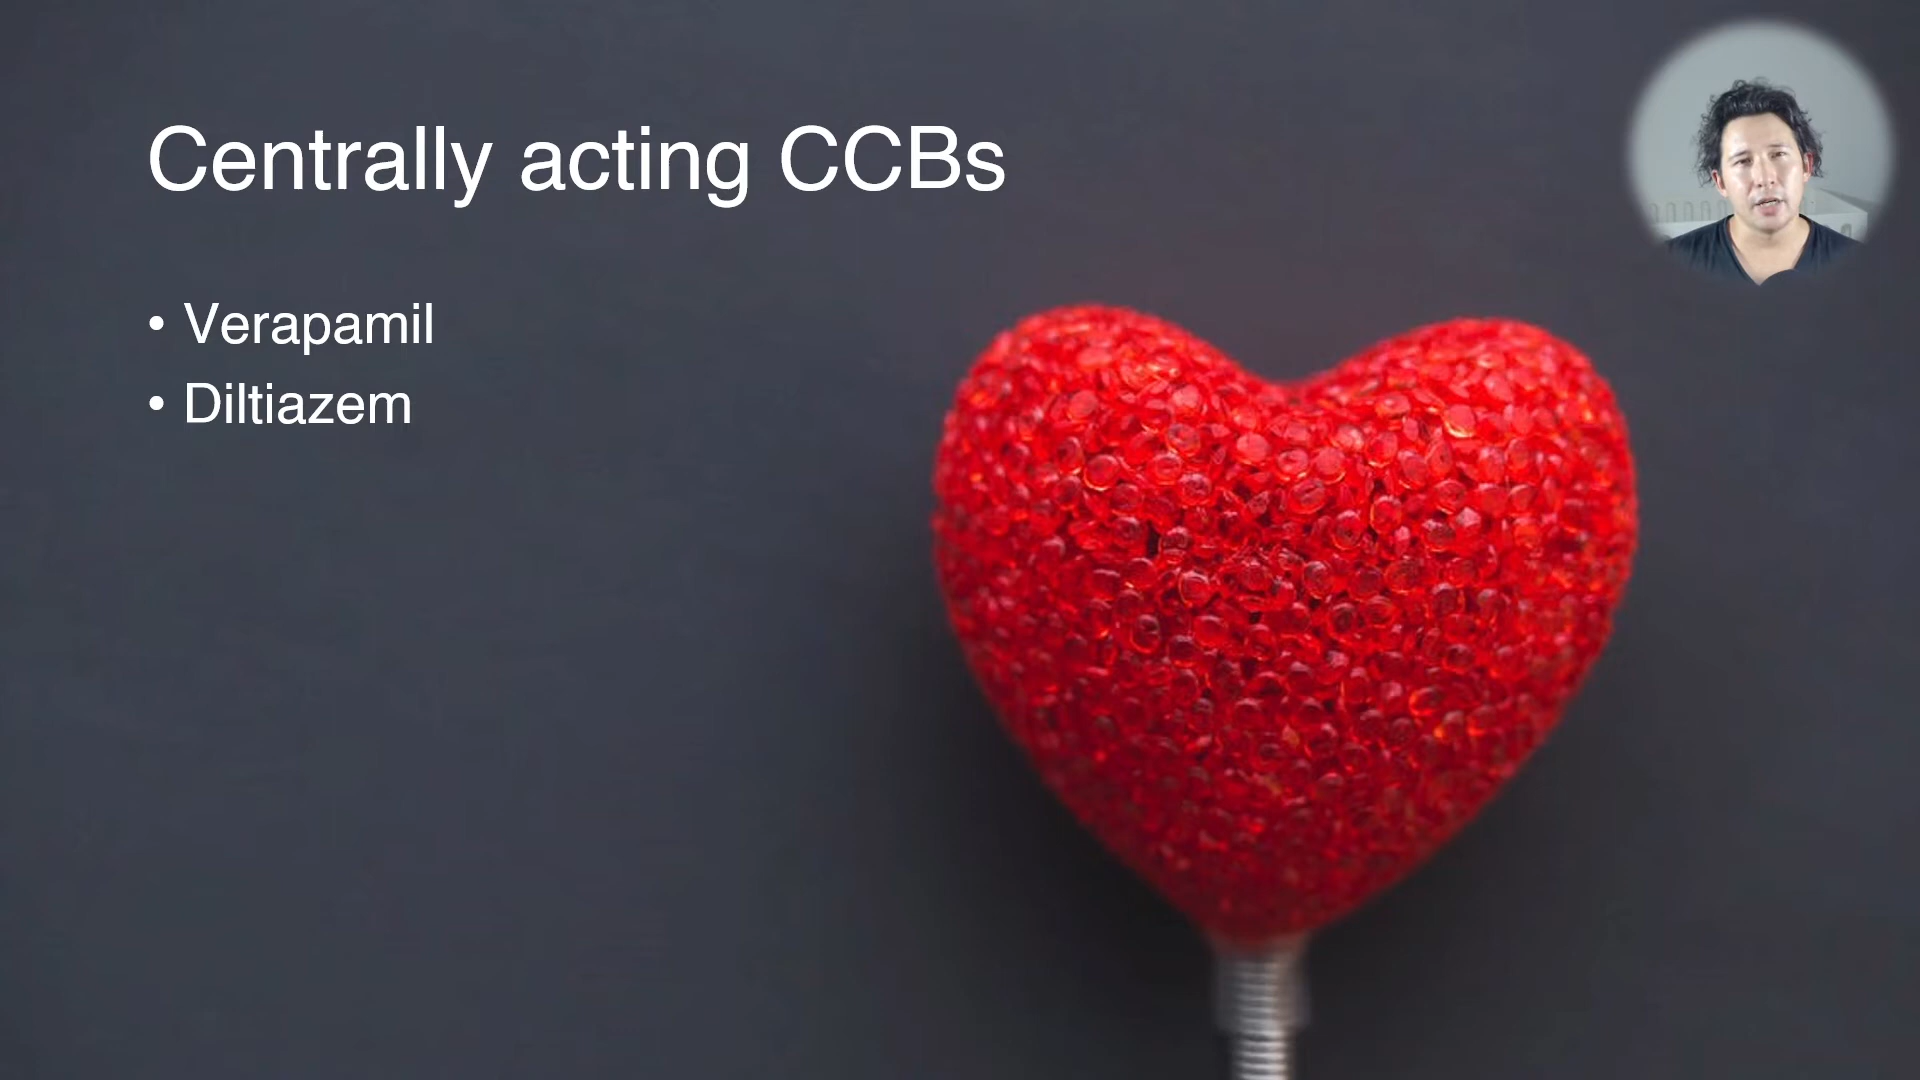 Centrally acting CCBs
• Verapamil
• Diltiazem